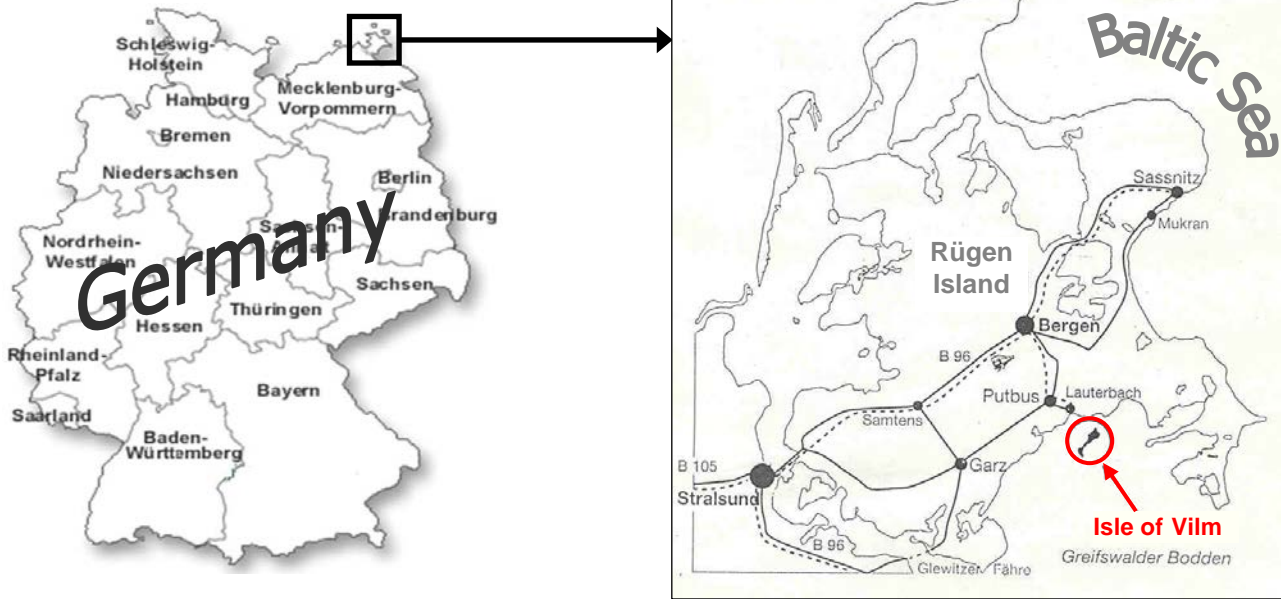 Schleswig-
Holstein
Mecklenburg-
Vorpommern
Hamburg
Bremen
Niedersachsen
Berlin
Brandenburg
Sachsen-
Anhalt
Nordrhein-
Westfalen
Germany
Sachsen
Thüringen
Hessen
Rheinland-
Pfalz
Bayern
Saarland
Baden-
Württemberg
Baltic Sea
Sassnitz
Mukran
Rügen
Island
Bergen
B 96
Putbus
Lauterbach
Samtens
Garz
B 105
Stralsund
Isle of Vilm
B 96
Greifswalder Bodden
Glewitzer Fähre